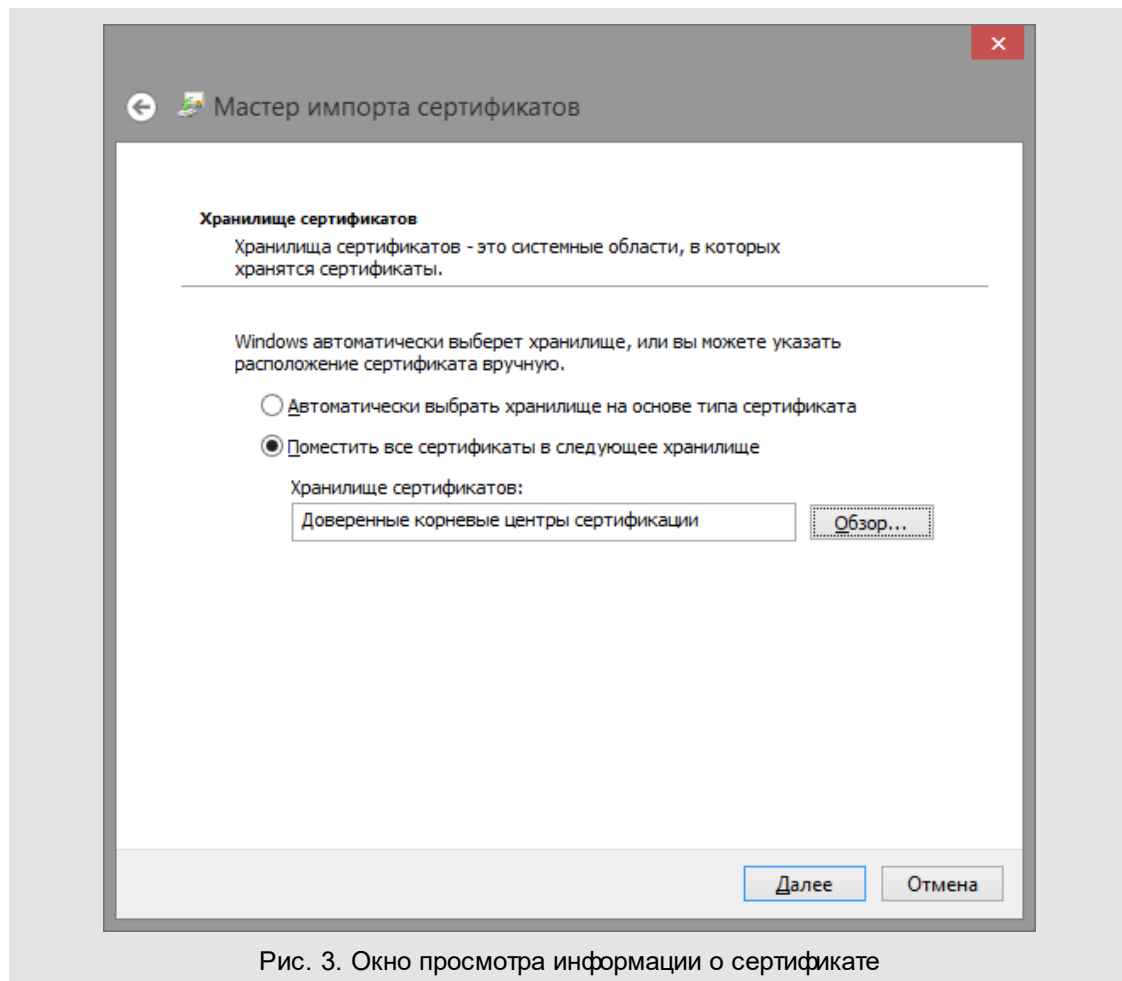 Мастер импорта сертификатов
Хранилище сертификатов
Хранилища сертификатов - это системные области, в которых
хранятся сертификаты.
Windows автоматически выберет хранилище, или вы можете указать
расположение сертификата вручную.
Автоматически выбрать хранилище на основе типа сертификата
Поместить все сертификаты в следующее хранилище
Хранилище сертификатов:
Доверенные корневые центры сертификации
Обзор...
Далее
Отмена
Рис. 3. Окно просмотра информации о сертификате